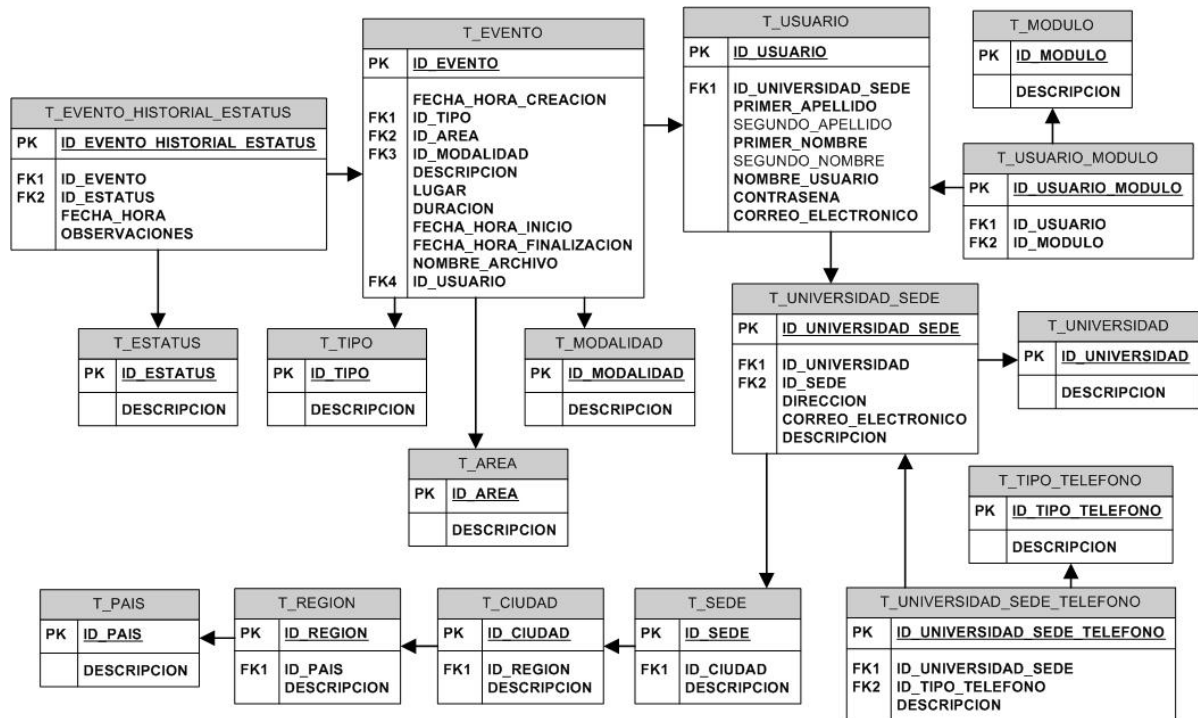 T_EVENTO_HISTORIAL_ESTATUS
PK ID_EVENTO_HISTORIAL_ESTATUS
FK1 ID_EVENTO
FK2 ID_ESTATUS
FECHA_HORA
OBSERVACIONES
T_EVENTO
PK ID_EVENTO
FECHA_HORA_CREACION
FK1 ID_TIPO
FK2 ID_AREA
FK3 ID_MODALIDAD
DESCRIPCION
LUGAR
DURACION
FECHA_HORA_INICIO
FECHA_HORA_FINALIZACION
NOMBRE_ARCHIVO
FK4 ID_USUARIO
T_USUARIO
PK ID_USUARIO
FK1 ID_UNIVERSIDAD_SEDE
PRIMER_APELLIDO
SEGUNDO_APELLIDO
PRIMER_NOMBRE
SEGUNDO_NOMBRE
NOMBRE_USUARIO
CONTRASENA
CORREO_ELECTRONICO
T_MODULO
PK ID_MODULO
DESCRIPCION
T_USUARIO_MODULO
PK ID_USUARIO_MODULO
FK1 ID_USUARIO
FK2 ID_MODULO
T_ESTATUS
PK ID_ESTATUS
DESCRIPCION
T_TIPO
PK ID_TIPO
DESCRIPCION
T_MODALIDAD
PK ID_MODALIDAD
DESCRIPCION
T_UNIVERSIDAD_SEDE
PK ID_UNIVERSIDAD_SEDE
FK1 ID_UNIVERSIDAD
FK2 ID_SEDE
DIRECCION
CORREO_ELECTRONICO
DESCRIPCION
T_UNIVERSIDAD
PK ID_UNIVERSIDAD
DESCRIPCION
T_AREA
PK ID_AREA
DESCRIPCION
T_TIPO_TELEFONO
PK ID_TIPO_TELEFONO
DESCRIPCION
T_PAIS
PK ID_PAIS
DESCRIPCION
T_REGION
PK ID_REGION
FK1 ID_PAIS
DESCRIPCION
T_CIUDAD
PK ID_CIUDAD
FK1 ID_REGION
DESCRIPCION
T_SEDE
PK ID_SEDE
FK1 ID_CIUDAD
DESCRIPCION
T_UNIVERSIDAD_SEDE_TELEFONO
PK ID_UNIVERSIDAD_SEDE_TELEFONO
FK1 ID_UNIVERSIDAD_SEDE
FK2 ID_TIPO_TELEFONO
DESCRIPCION